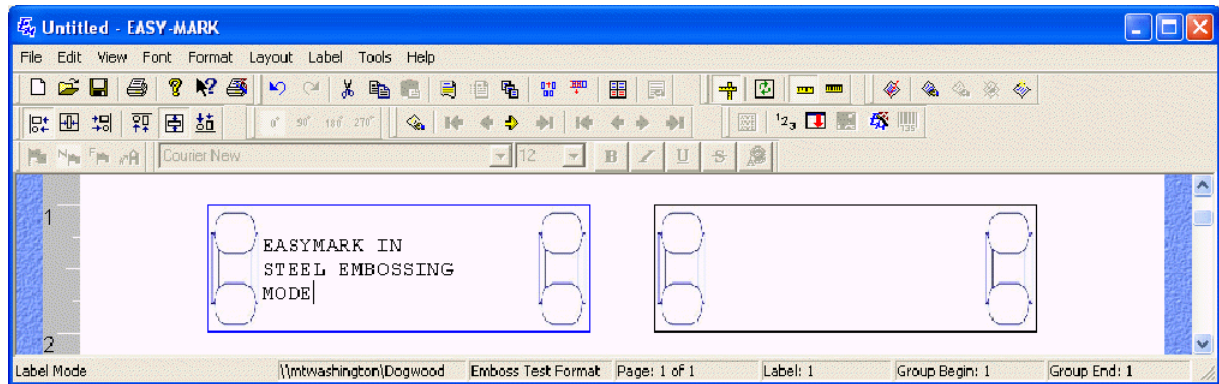 Untitled - EASY-MARK
File Edit View Font Format Layout Label Tools Help
0° 90° 180° 270° 1²₃
Courier New 12 B I U S
1
EASYMARK IN
STEEL EMBOSSING
MODE
2
Label Mode \\mtwashington\Dogwood Emboss Test Format Page: 1 of 1 Label: 1 Group Begin: 1 Group End: 1